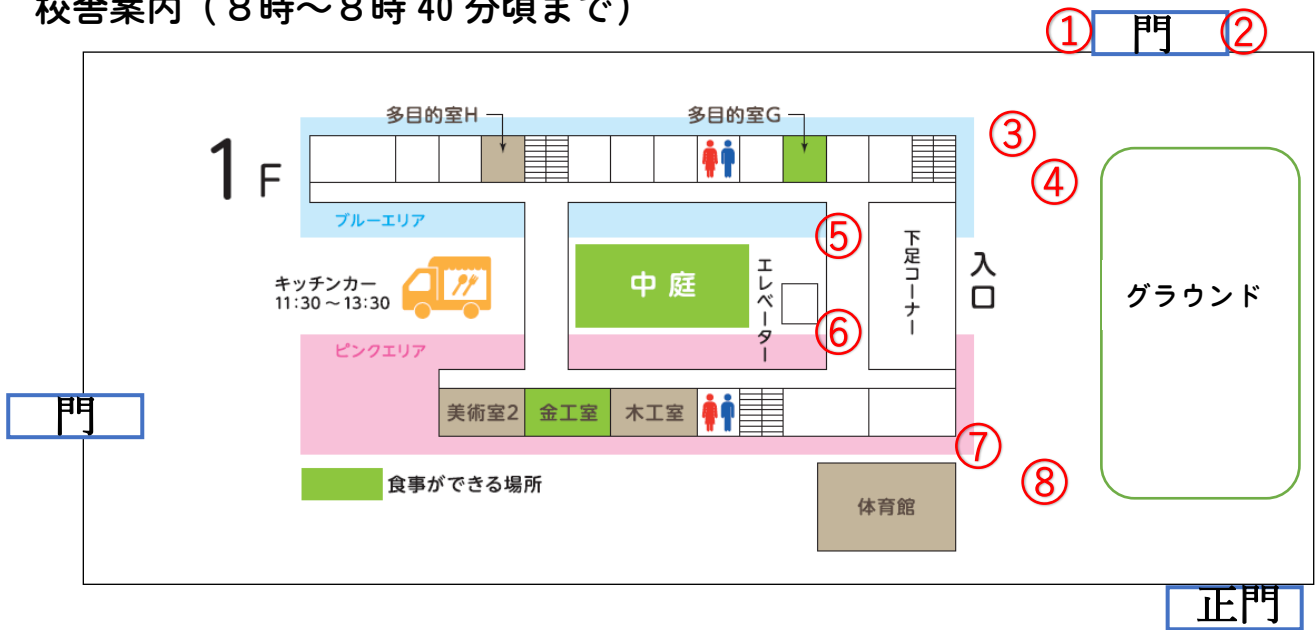 校舎案内（８時～８時 40 分頃まで）
① 門 ②
多目的室H
多目的室G
③
1F
④
ブルーエリア
⑤
下足コーナー
入口
キッチンカー
11:30～13:30
中庭
エレベーター
グラウンド
⑥
ピンクエリア
門
美術室2
金工室
木工室
⑦
食事ができる場所
⑧
体育館
正門